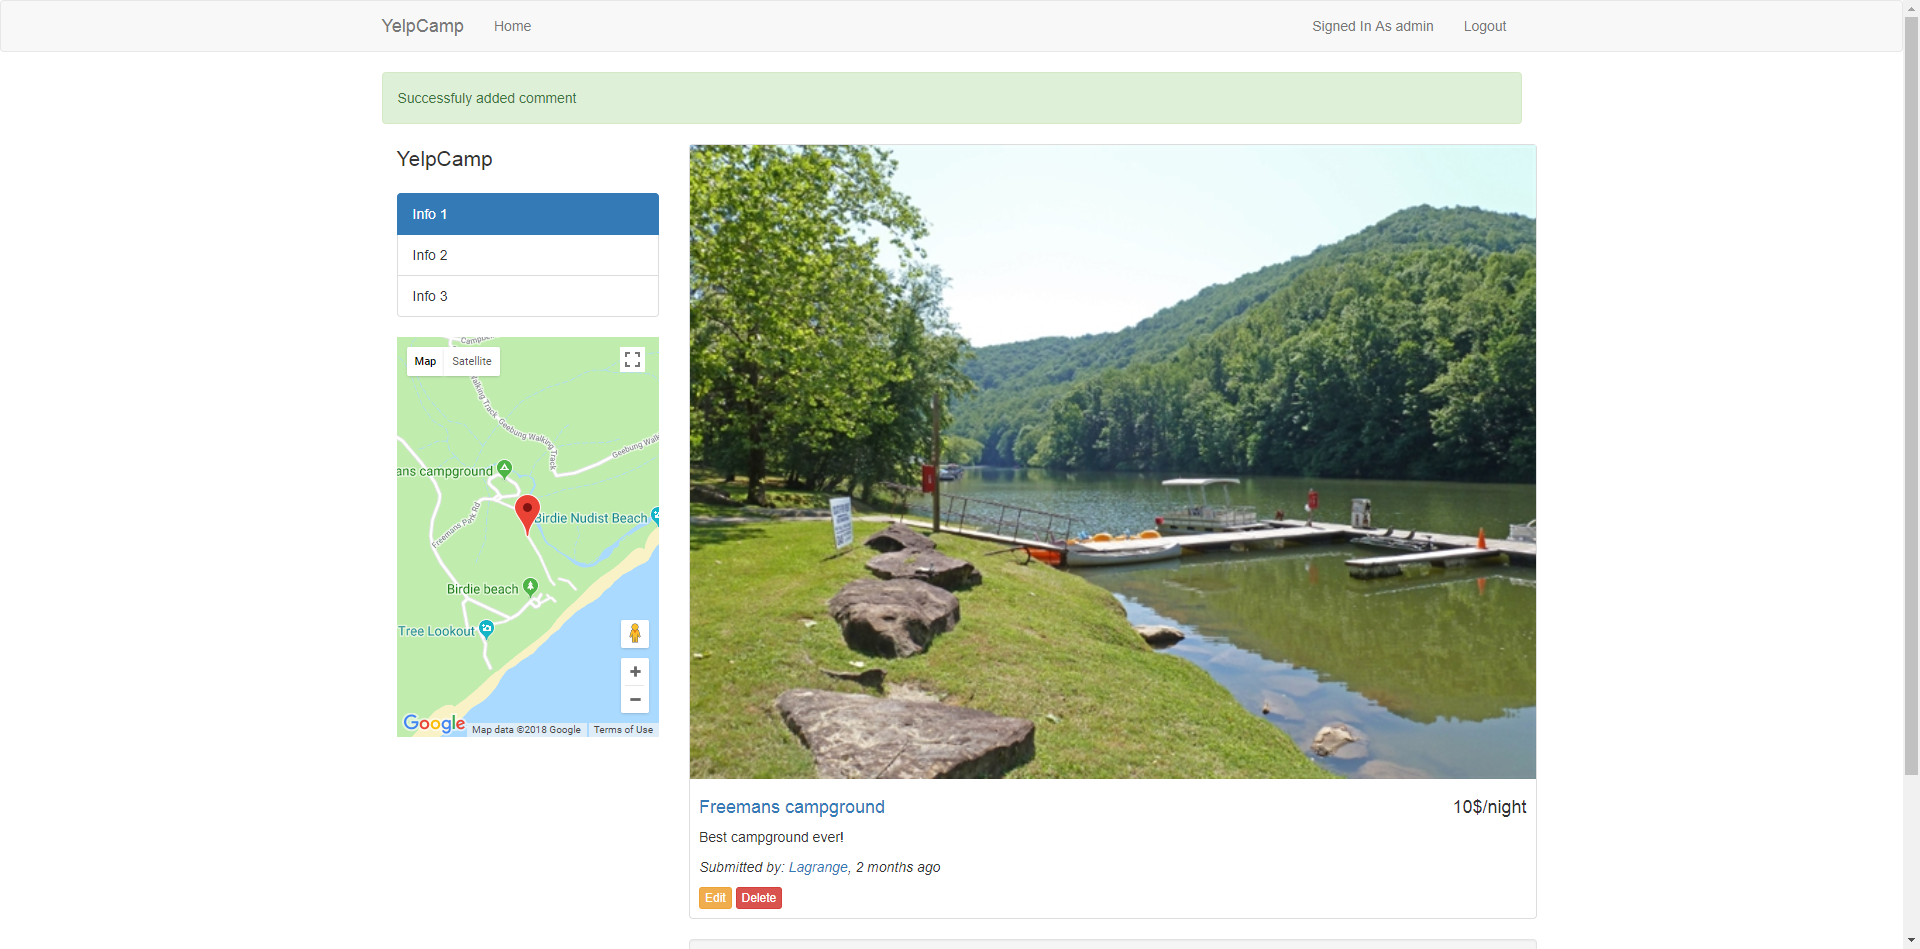 YelpCamp Home Signed In As admin Logout
Successfuly added comment
YelpCamp
Info 1
Info 2
Info 3
Map Satellite
Walking Track
Geebung Walking Track
Geebung Walk
ans campground
Freemans Park Rd
Birdie Nudist Beach
Birdie beach
Tree Lookout
Google
Map data ©2018 Google Terms of Use
Freemans campground 10$/night
Best campground ever!
Submitted by: Lagrange, 2 months ago
Edit Delete